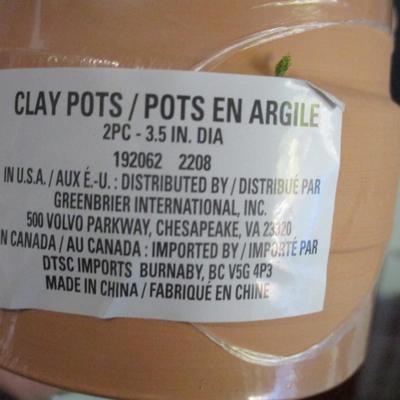 CLAY POTS / POTS EN ARGILE
2PC - 3.5 IN. DIA
192062 2208
IN U.S.A. / AUX É.-U. : DISTRIBUTED BY / DISTRIBUÉ PAR
GREENBRIER INTERNATIONAL, INC.
500 VOLVO PARKWAY, CHESAPEAKE, VA 23320
N CANADA / AU CANADA : IMPORTED BY / IMPORTÉ PAR
DTSC IMPORTS BURNABY, BC V5G 4P3
MADE IN CHINA / FABRIQUÉ EN CHINE